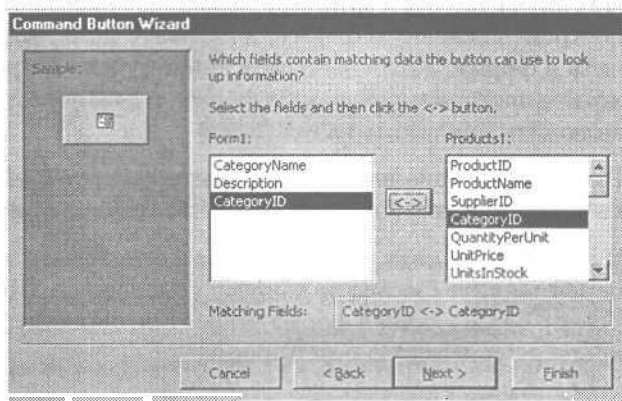 Command Button Wizard
Sample:
Which fields contain matching data the button can use to look
up information?
Select the fields and then click the <-> button.
Form1:
CategoryName
Description
CategoryID
<->
Products1:
ProductID
ProductName
SupplierID
CategoryID
QuantityPerUnit
UnitPrice
UnitsInStock
Matching Fields:
CategoryID <-> CategoryID
Cancel
< Back
Next >
Finish